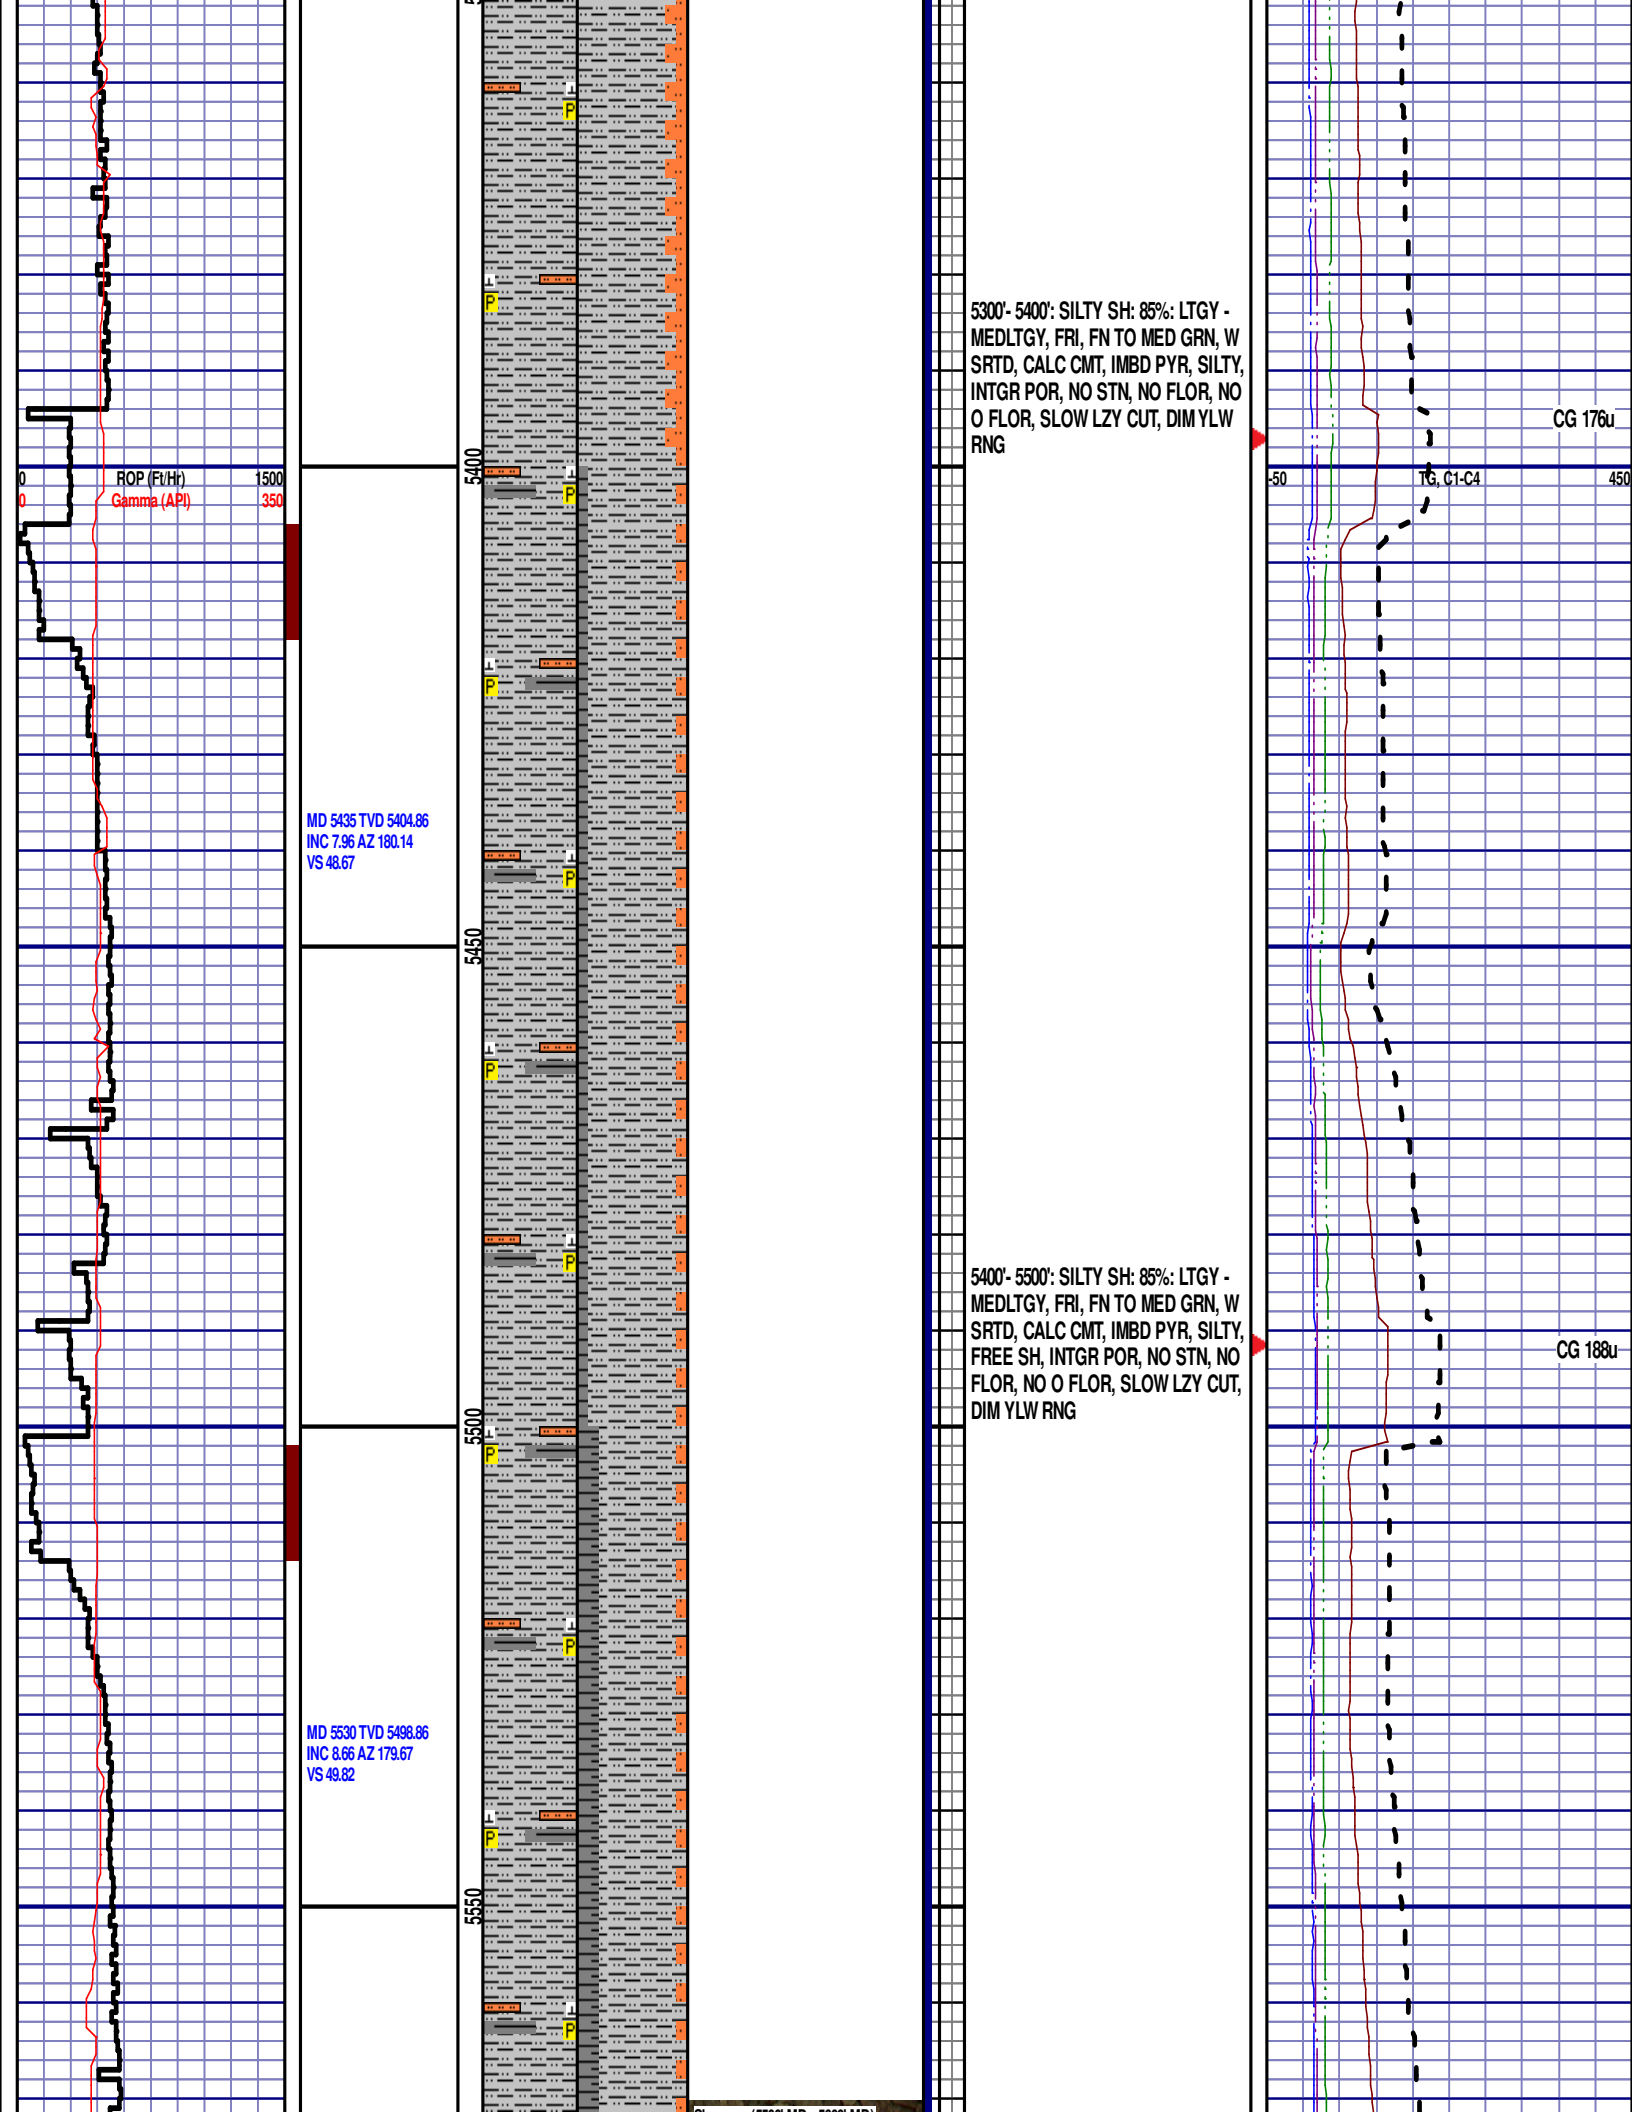 5300'- 5400': SILTY SH: 85%: LTGY -
MEDLTGY, FRI, FN TO MED GRN, W
SRTD, CALC CMT, IMBD PYR, SILTY,
INTGR POR, NO STN, NO FLOR, NO
O FLOR, SLOW LZY CUT, DIM YLW
RNG
CG 176u
0 ROP (Ft/Hr) 1500
0 Gamma (API) 350
5400
-50 TG, C1-C4 450
MD 5435 TVD 5404.86
INC 7.96 AZ 180.14
VS 48.67
5450
5400'- 5500': SILTY SH: 85%: LTGY -
MEDLTGY, FRI, FN TO MED GRN, W
SRTD, CALC CMT, IMBD PYR, SILTY,
FREE SH, INTGR POR, NO STN, NO
FLOR, NO O FLOR, SLOW LZY CUT,
DIM YLW RNG
CG 188u
5500
MD 5530 TVD 5498.86
INC 8.66 AZ 179.67
VS 49.82
5550
P
P
P
P
P
P
P
P
P
P
P